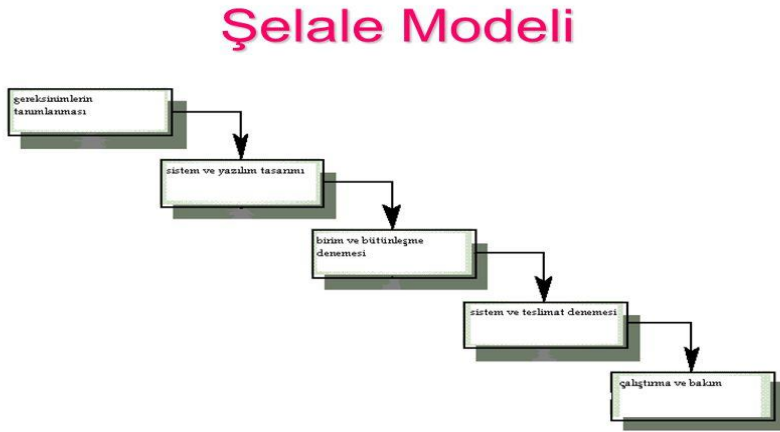 Şelale Modeli
gereksinimlerin
tanımlanması
sistem ve yazılım tasarımı
birim ve bütünleşme
denemesi
sistem ve teslimat denemesi
çalıştırma ve bakım